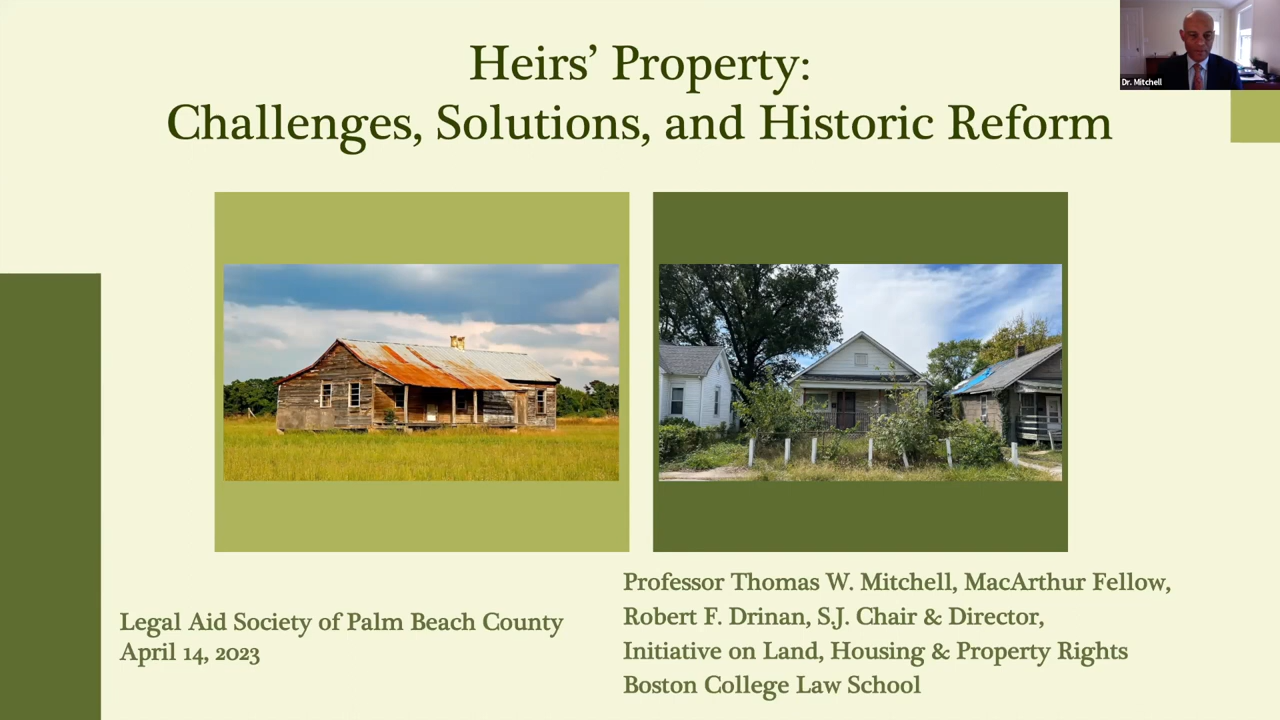 Heirs’ Property:
Challenges, Solutions, and Historic Reform
Dr. Mitchell
Legal Aid Society of Palm Beach County
April 14, 2023
Professor Thomas W. Mitchell, MacArthur Fellow,
Robert F. Drinan, S.J. Chair & Director,
Initiative on Land, Housing & Property Rights
Boston College Law School